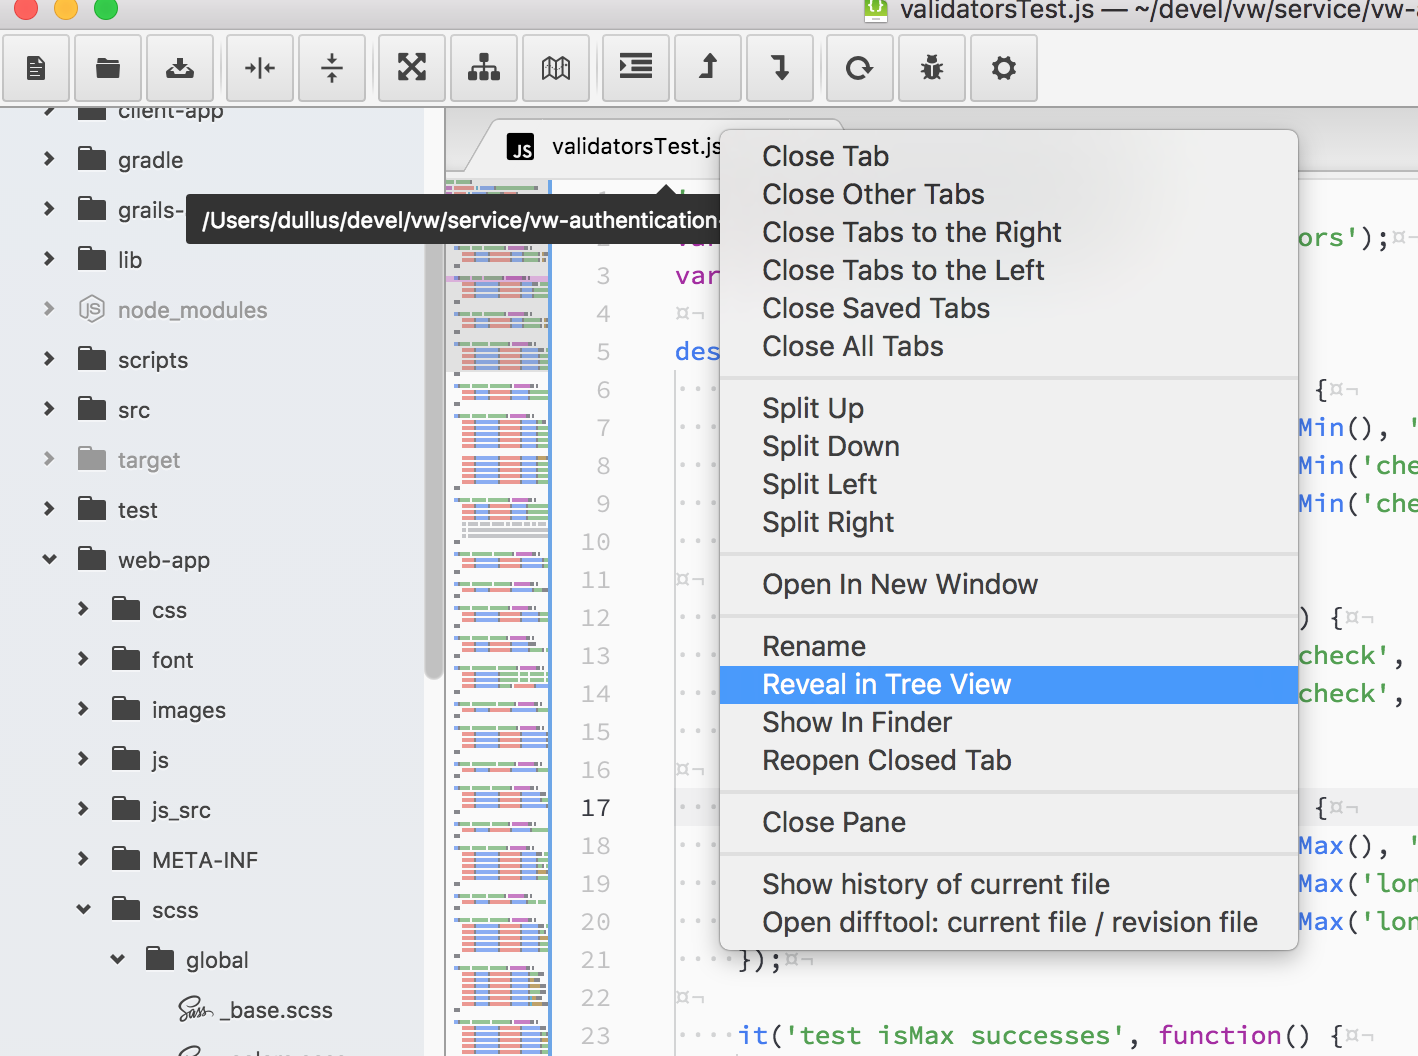 validatorsTest.js — ~/devel/vw/service/vw-
client-app
gradle
grails-
lib
node_modules
scripts
src
target
test
web-app
css
font
images
js
js_src
META-INF
scss
global
Sass _base.scss
JS validatorsTest.js
/Users/dullus/devel/vw/service/vw-authentication-
Close Tab
Close Other Tabs
Close Tabs to the Right
Close Tabs to the Left
Close Saved Tabs
Close All Tabs
Split Up
Split Down
Split Left
Split Right
Open In New Window
Rename
Reveal in Tree View
Show In Finder
Reopen Closed Tab
Close Pane
Show history of current file
Open difftool: current file / revision file
ors');¤¬
3 var
4 ¤¬
5 des
6 ···· {¤¬
7 ···· Min(), '
8 ···· Min('che
9 ···· Min('che
10 ····
11 ¤¬
12 ···· ) {¤¬
13 ···· check',
14 ···· check',
15 ····
16 ¤¬
17 ···· {¤¬
18 ···· Max(), '
19 ···· Max('lon
20 ···· Max('lon
21 ····});¤¬
22 ¤¬
23 ····it('test isMax successes', function() {¤¬